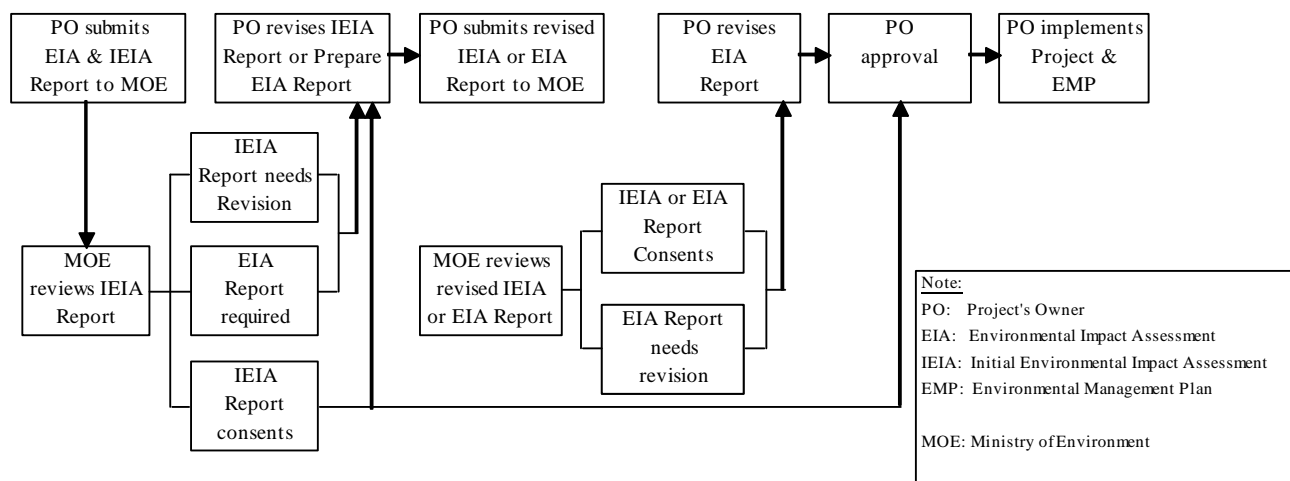 PO submits
EIA & IEIA
Report to MOE
PO revises IEIA
Report or Prepare
EIA Report
PO submits revised
IEIA or EIA
Report to MOE
PO revises
EIA
Report
PO
approval
PO implements
Project &
EMP
IEIA
Report needs
Revision
MOE
reviews IEIA
Report
EIA
Report
required
IEIA
Report
consents
MOE reviews
revised IEIA
or EIA Report
IEIA or EIA
Report
Consents
EIA Report
needs
revision
Note:
PO: Project's Owner
EIA: Environmental Impact Assessment
IEIA: Initial Environmental Impact Assessment
EMP: Environmental Management Plan
MOE: Ministry of Environment